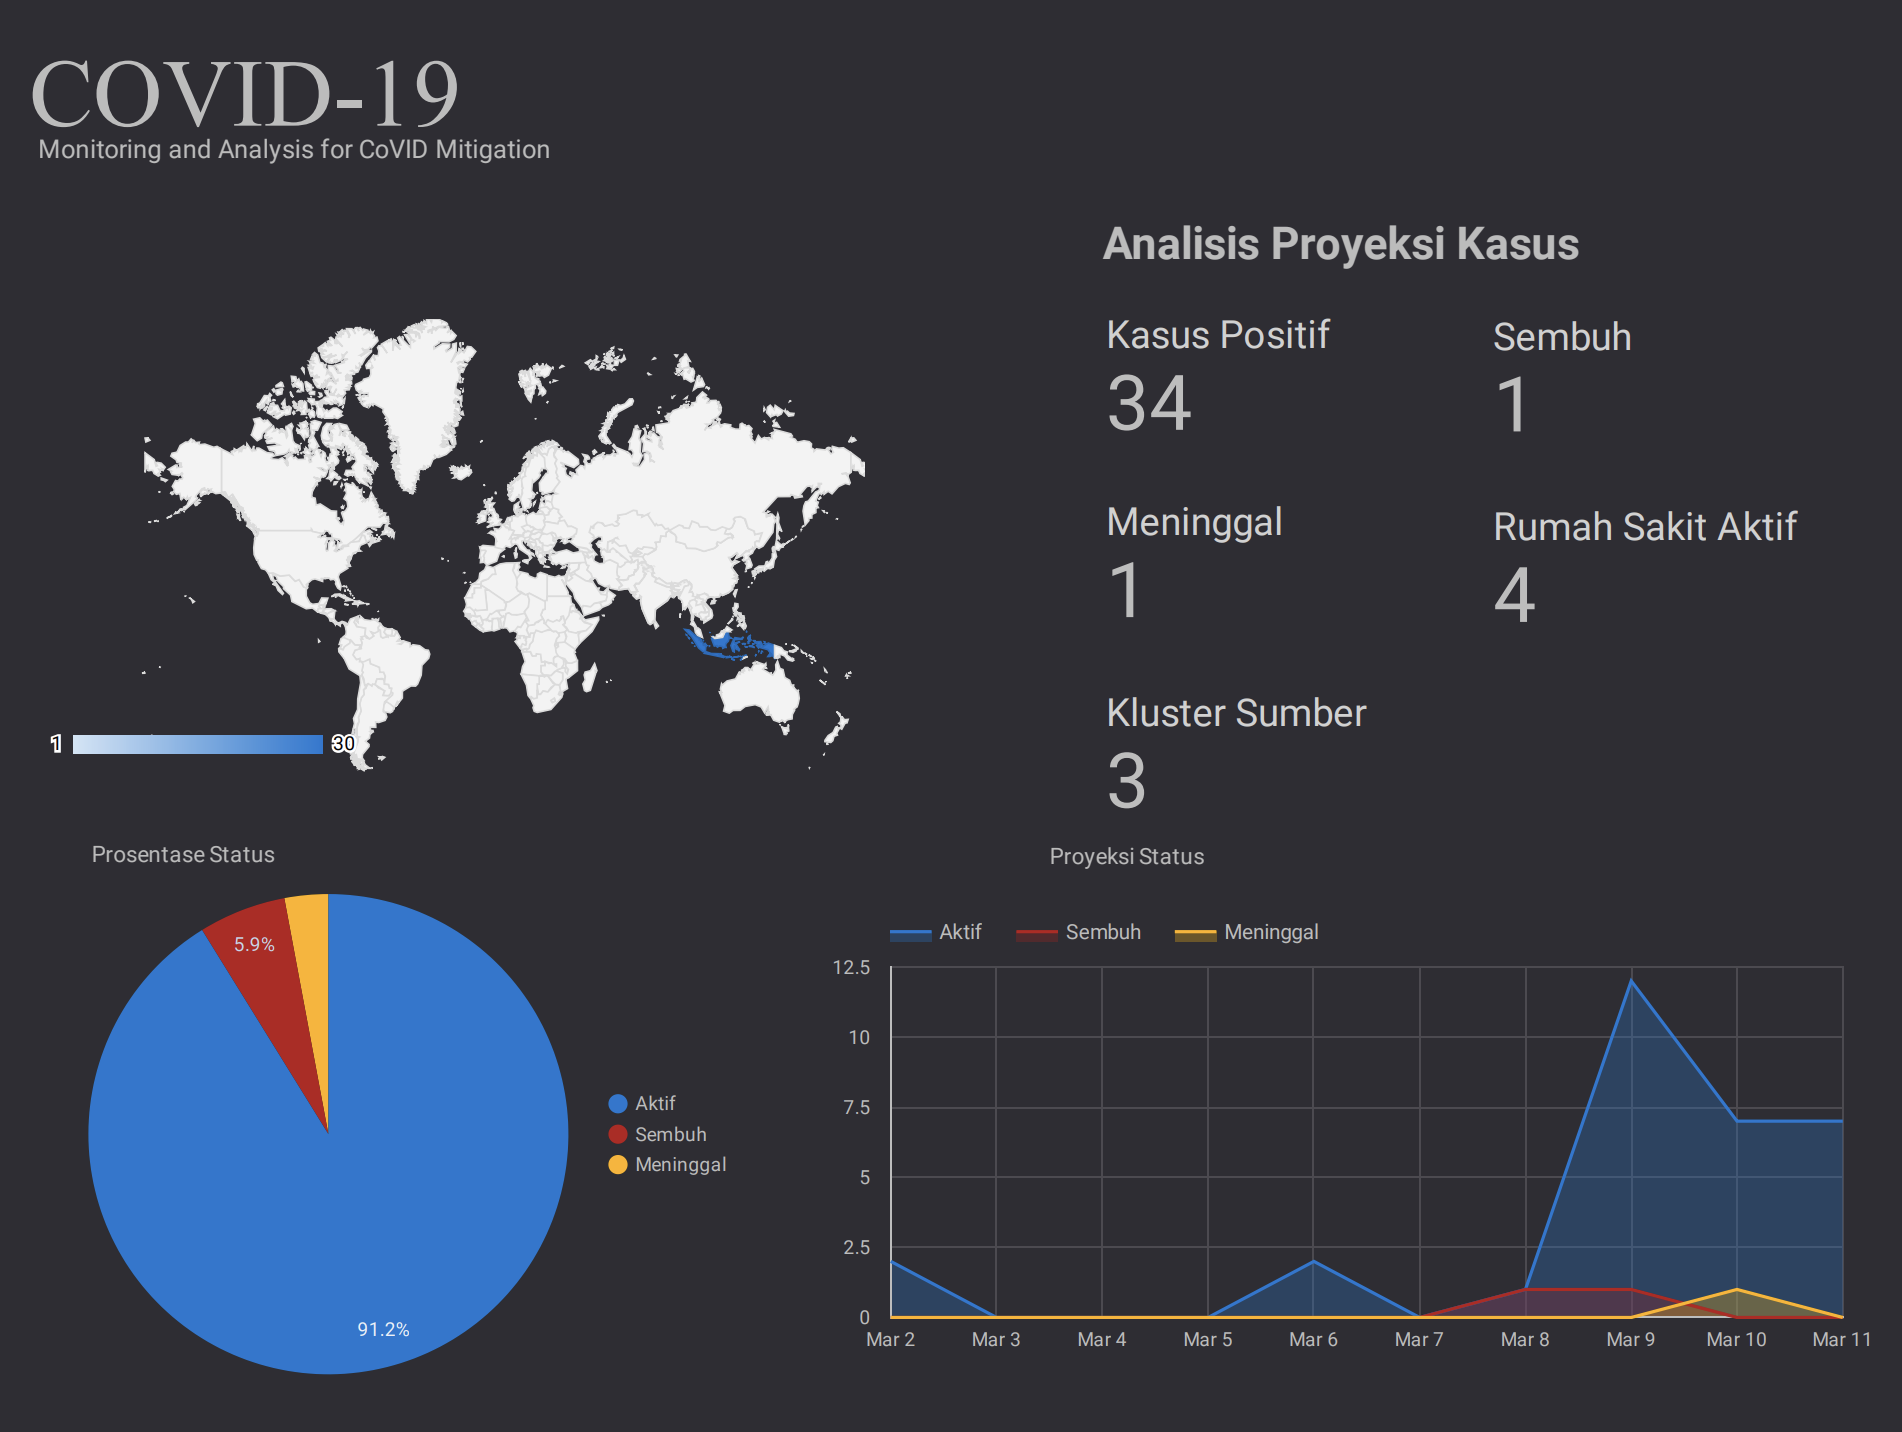 COVID-19
Monitoring and Analysis for CoVID Mitigation
Analisis Proyeksi Kasus
Kasus Positif
34
Sembuh
1
Meninggal
1
Rumah Sakit Aktif
4
Kluster Sumber
3
1
30
Prosentase Status
5.9%
91.2%
Aktif
Sembuh
Meninggal
Proyeksi Status
Aktif Sembuh Meninggal
12.5
10
7.5
5
2.5
0
Mar 2 Mar 3 Mar 4 Mar 5 Mar 6 Mar 7 Mar 8 Mar 9 Mar 10 Mar 11